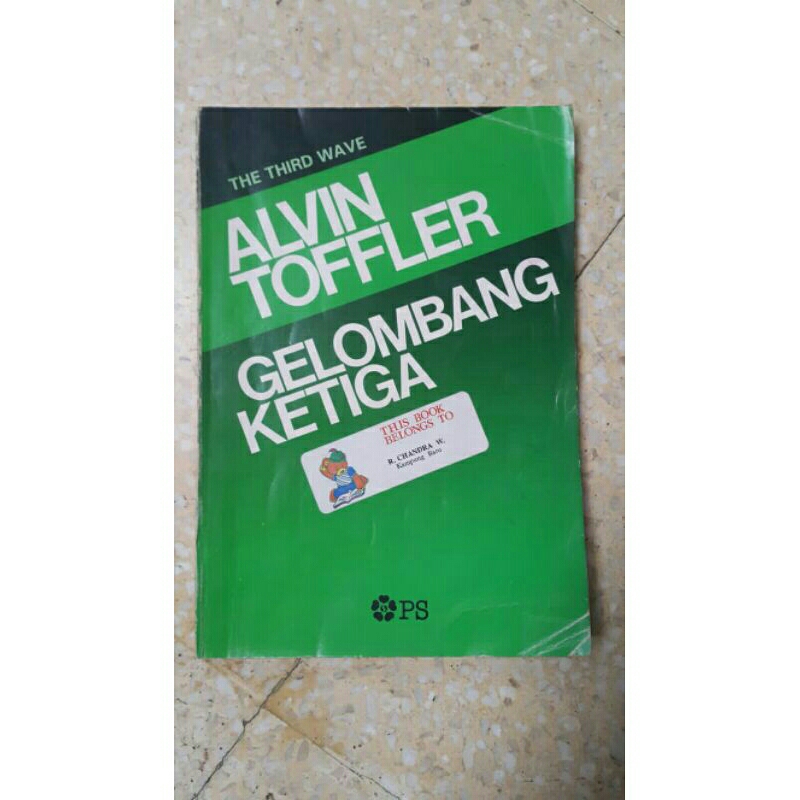 THE THIRD WAVE
ALVIN
TOFFLER
GELOMBANG
KETIGA
THIS BOOK
BELONGS TO
R. CHANDRA W.
Kampung Baru
PS